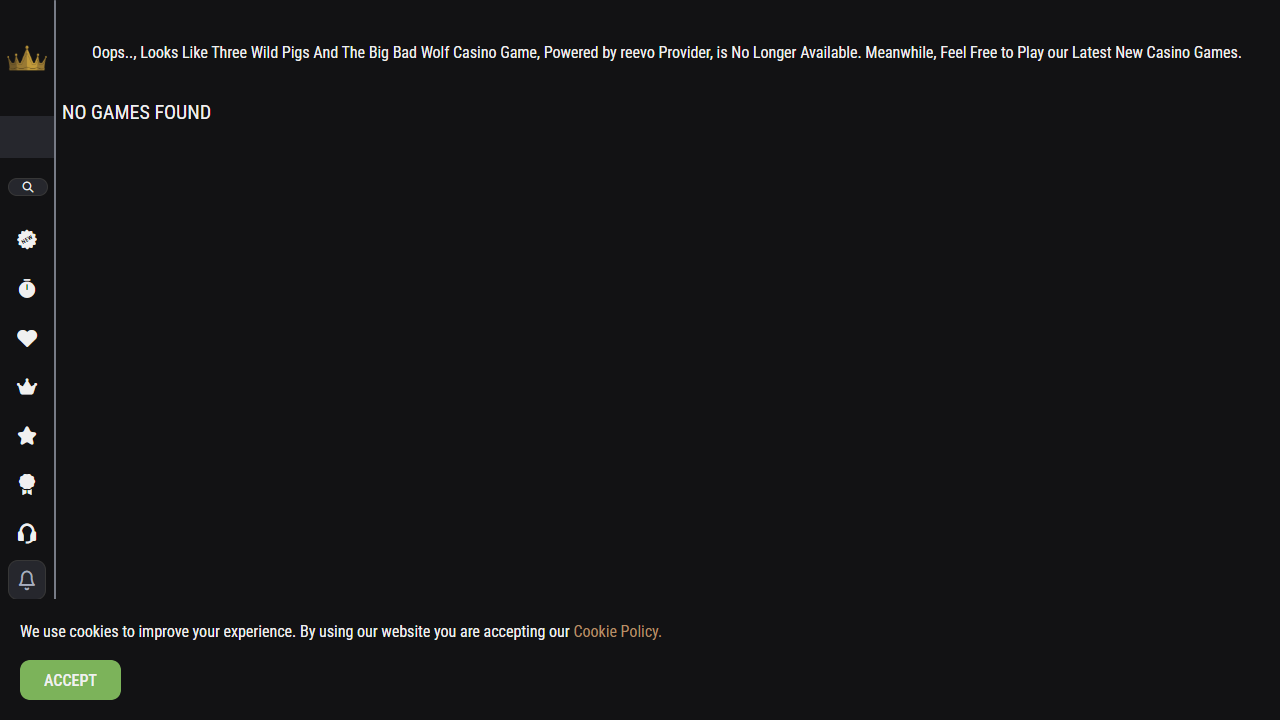 Oops.., Looks Like Three Wild Pigs And The Big Bad Wolf Casino Game, Powered by reevo Provider, is No Longer Available. Meanwhile, Feel Free to Play our Latest New Casino Games.
NO GAMES FOUND
NEW
We use cookies to improve your experience. By using our website you are accepting our Cookie Policy.
ACCEPT